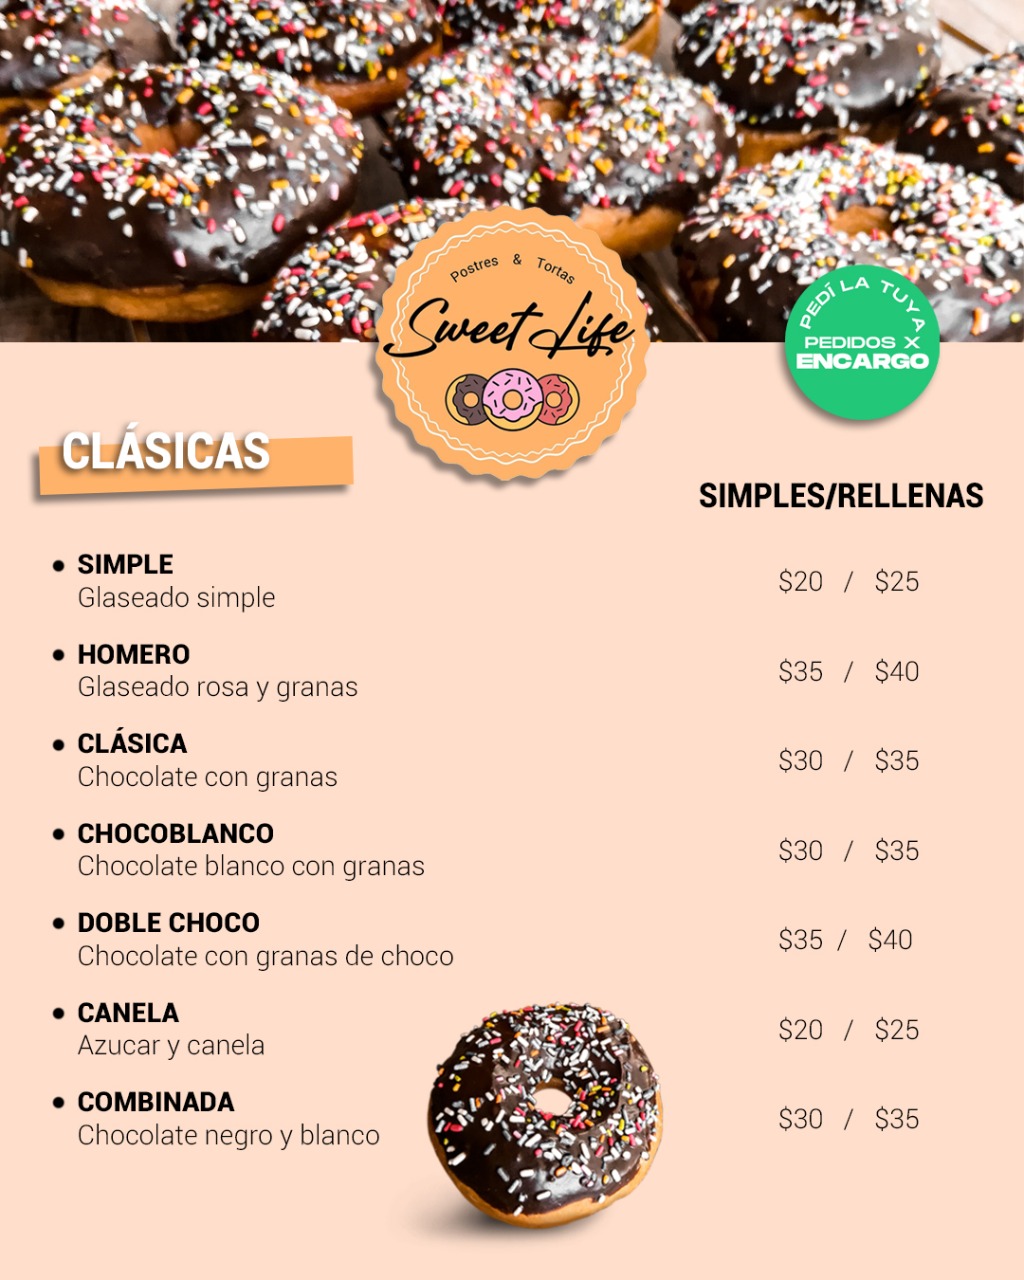 Postres & Tortas
Sweet Life
PEDÍ LA TUYA
PEDIDOS X
ENCARGO
CLÁSICAS
SIMPLES/RELLENAS
SIMPLE
Glaseado simple
$20 / $25
HOMERO
Glaseado rosa y granas
$35 / $40
CLÁSICA
Chocolate con granas
$30 / $35
CHOCOBLANCO
Chocolate blanco con granas
$30 / $35
DOBLE CHOCO
Chocolate con granas de choco
$35 / $40
CANELA
Azucar y canela
$20 / $25
COMBINADA
Chocolate negro y blanco
$30 / $35